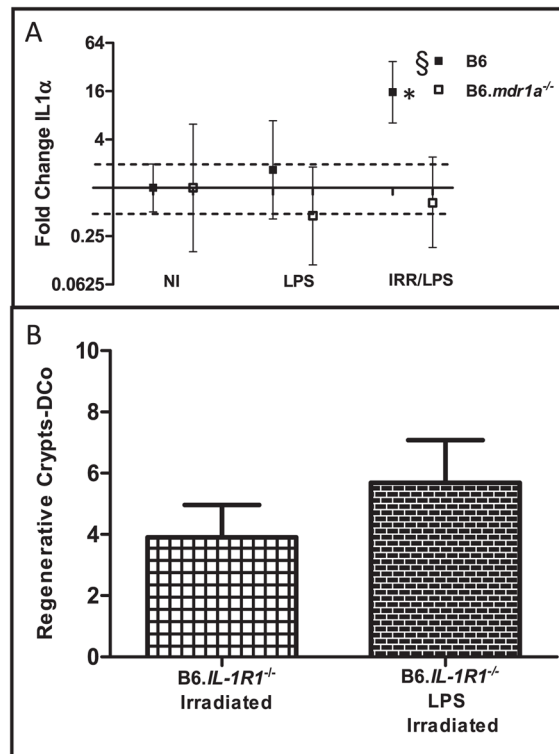 A
Fold Change IL1α
64
16
4
0.25
0.0625
§ B6
* B6.mdr1a-/-
NI
LPS
IRR/LPS
B
Regenerative Crypts-DCo
10
8
6
4
2
0
B6.IL-1R1-/-
Irradiated
B6.IL-1R1-/-
LPS
Irradiated